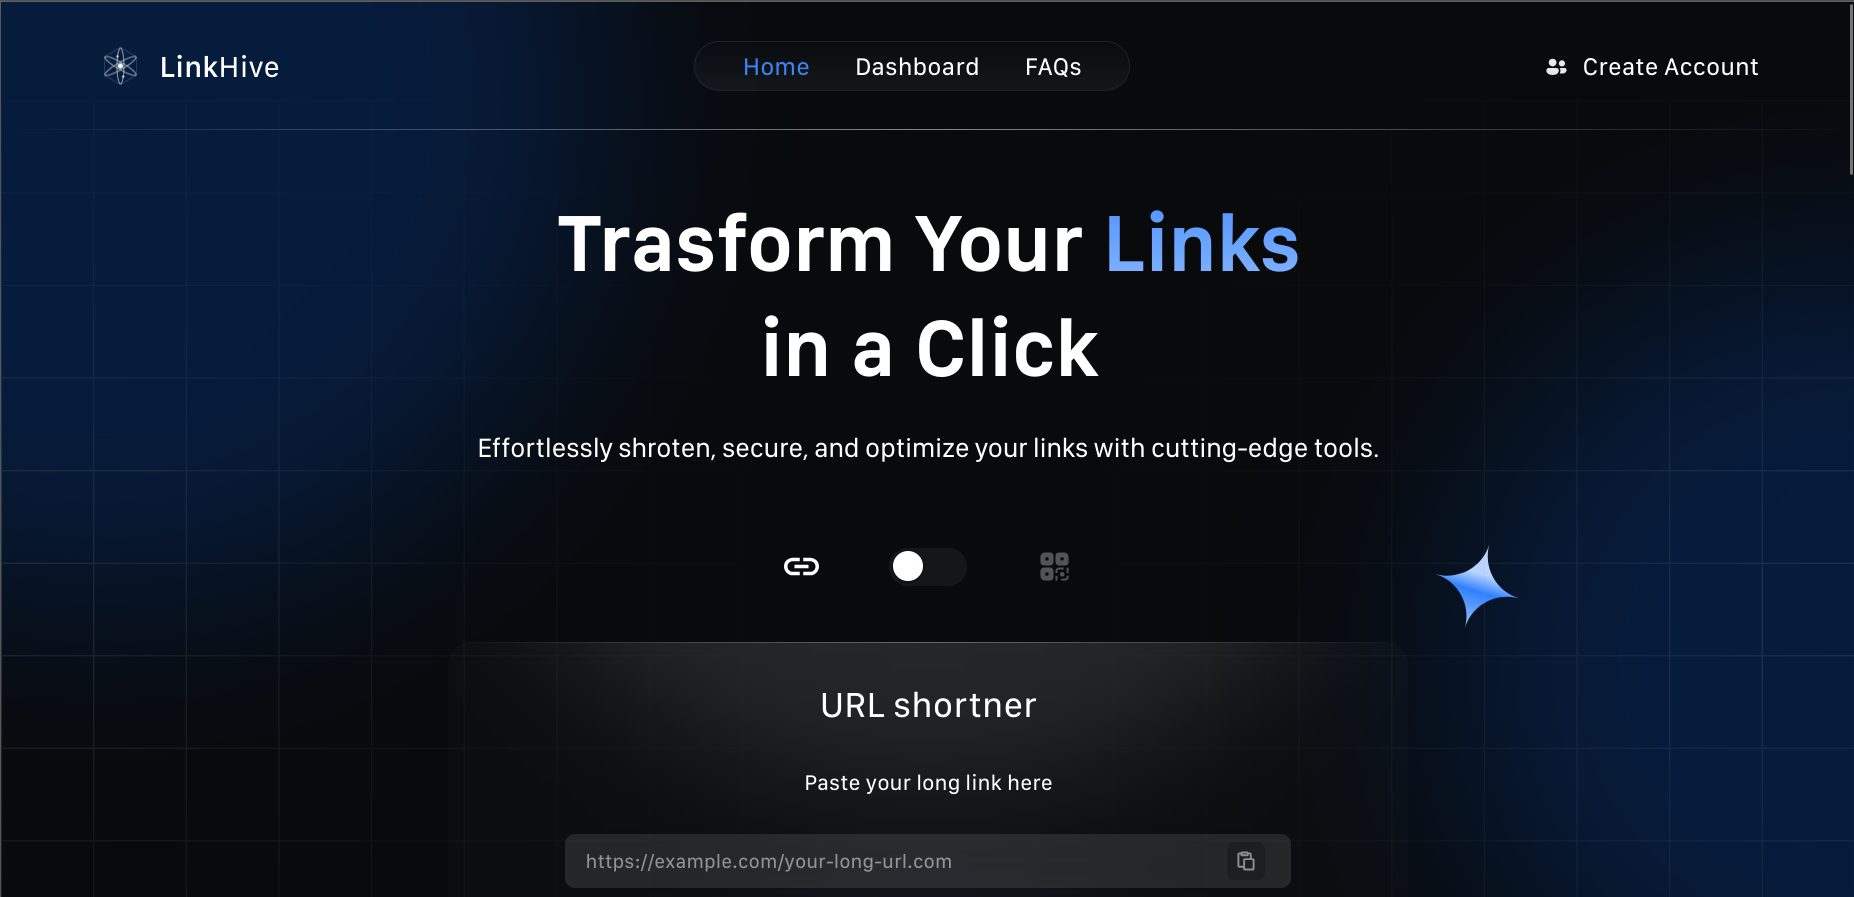 LinkHive
Home Dashboard FAQs
Create Account
Trasform Your Links
in a Click
Effortlessly shroten, secure, and optimize your links with cutting-edge tools.
URL shortner
Paste your long link here
https://example.com/your-long-url.com